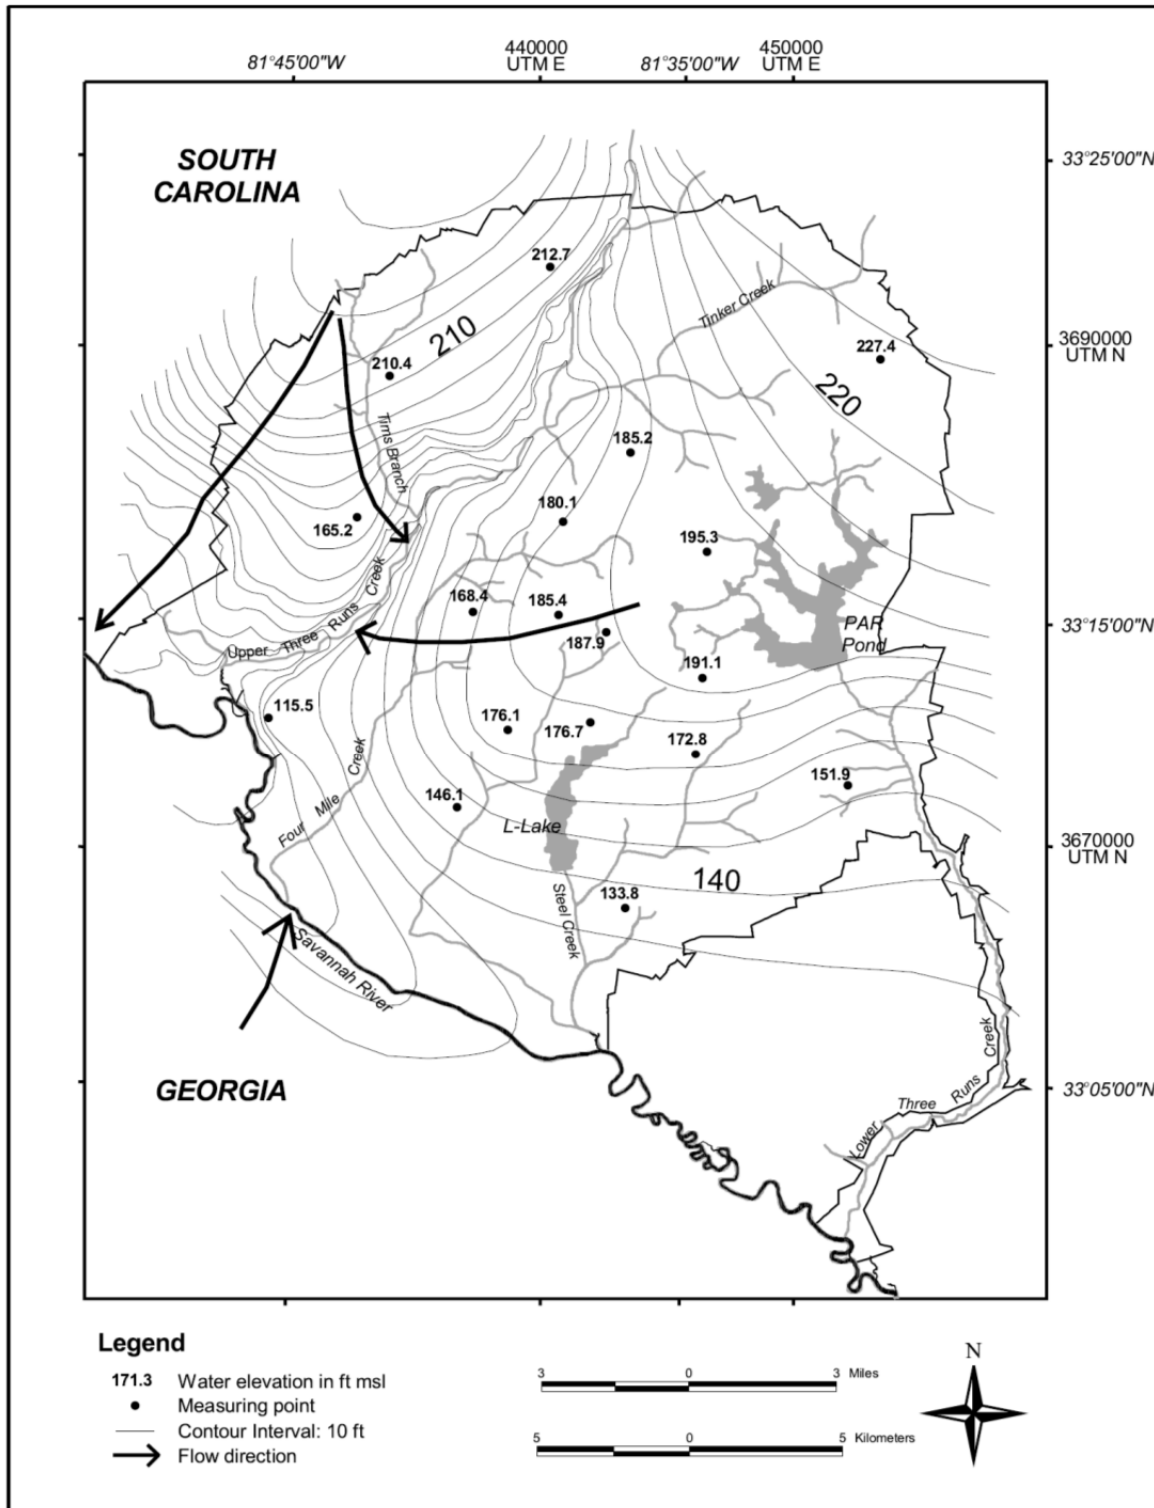 440000
UTM E
450000
UTM E
81°45'00"W
81°35'00"W
SOUTH
CAROLINA
33°25'00"N
212.7
Tinker Creek
210
3690000
UTM N
227.4
210.4
220
Tims Branch
185.2
180.1
165.2
195.3
Creek
168.4
185.4
Runs
PAR
Pond
33°15'00"N
187.9
Three
Upper
191.1
115.5
176.1
176.7
172.8
Creek
151.9
146.1
Mile
Four
L-Lake
3670000
UTM N
140
133.8
Steel Creek
Savannah River
Creek
GEORGIA
33°05'00"N
Runs
Three
Lower
Legend
171.3 Water elevation in ft msl
Measuring point
Contour Interval: 10 ft
Flow direction
3 0 3 Miles
5 0 5 Kilometers
N